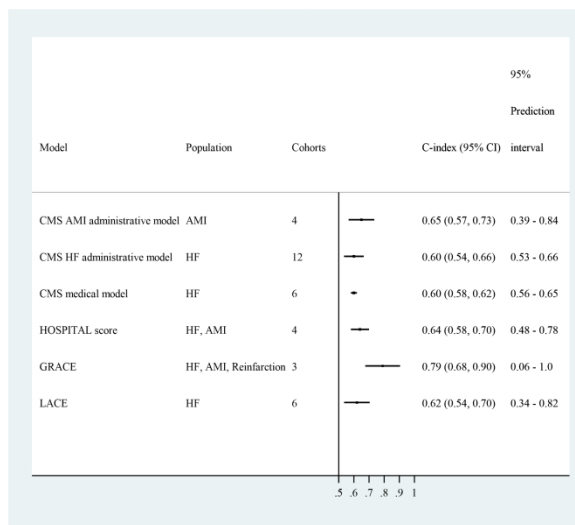 95%
Prediction
Model Population Cohorts C-index (95% CI) interval
CMS AMI administrative model AMI 4 0.65 (0.57, 0.73) 0.39 - 0.84
CMS HF administrative model HF 12 0.60 (0.54, 0.66) 0.53 - 0.66
CMS medical model HF 6 0.60 (0.58, 0.62) 0.56 - 0.65
HOSPITAL score HF, AMI 4 0.64 (0.58, 0.70) 0.48 - 0.78
GRACE HF, AMI, Reinfarction 3 0.79 (0.68, 0.90) 0.06 - 1.0
LACE HF 6 0.62 (0.54, 0.70) 0.34 - 0.82
.5 .6 .7 .8 .9 1